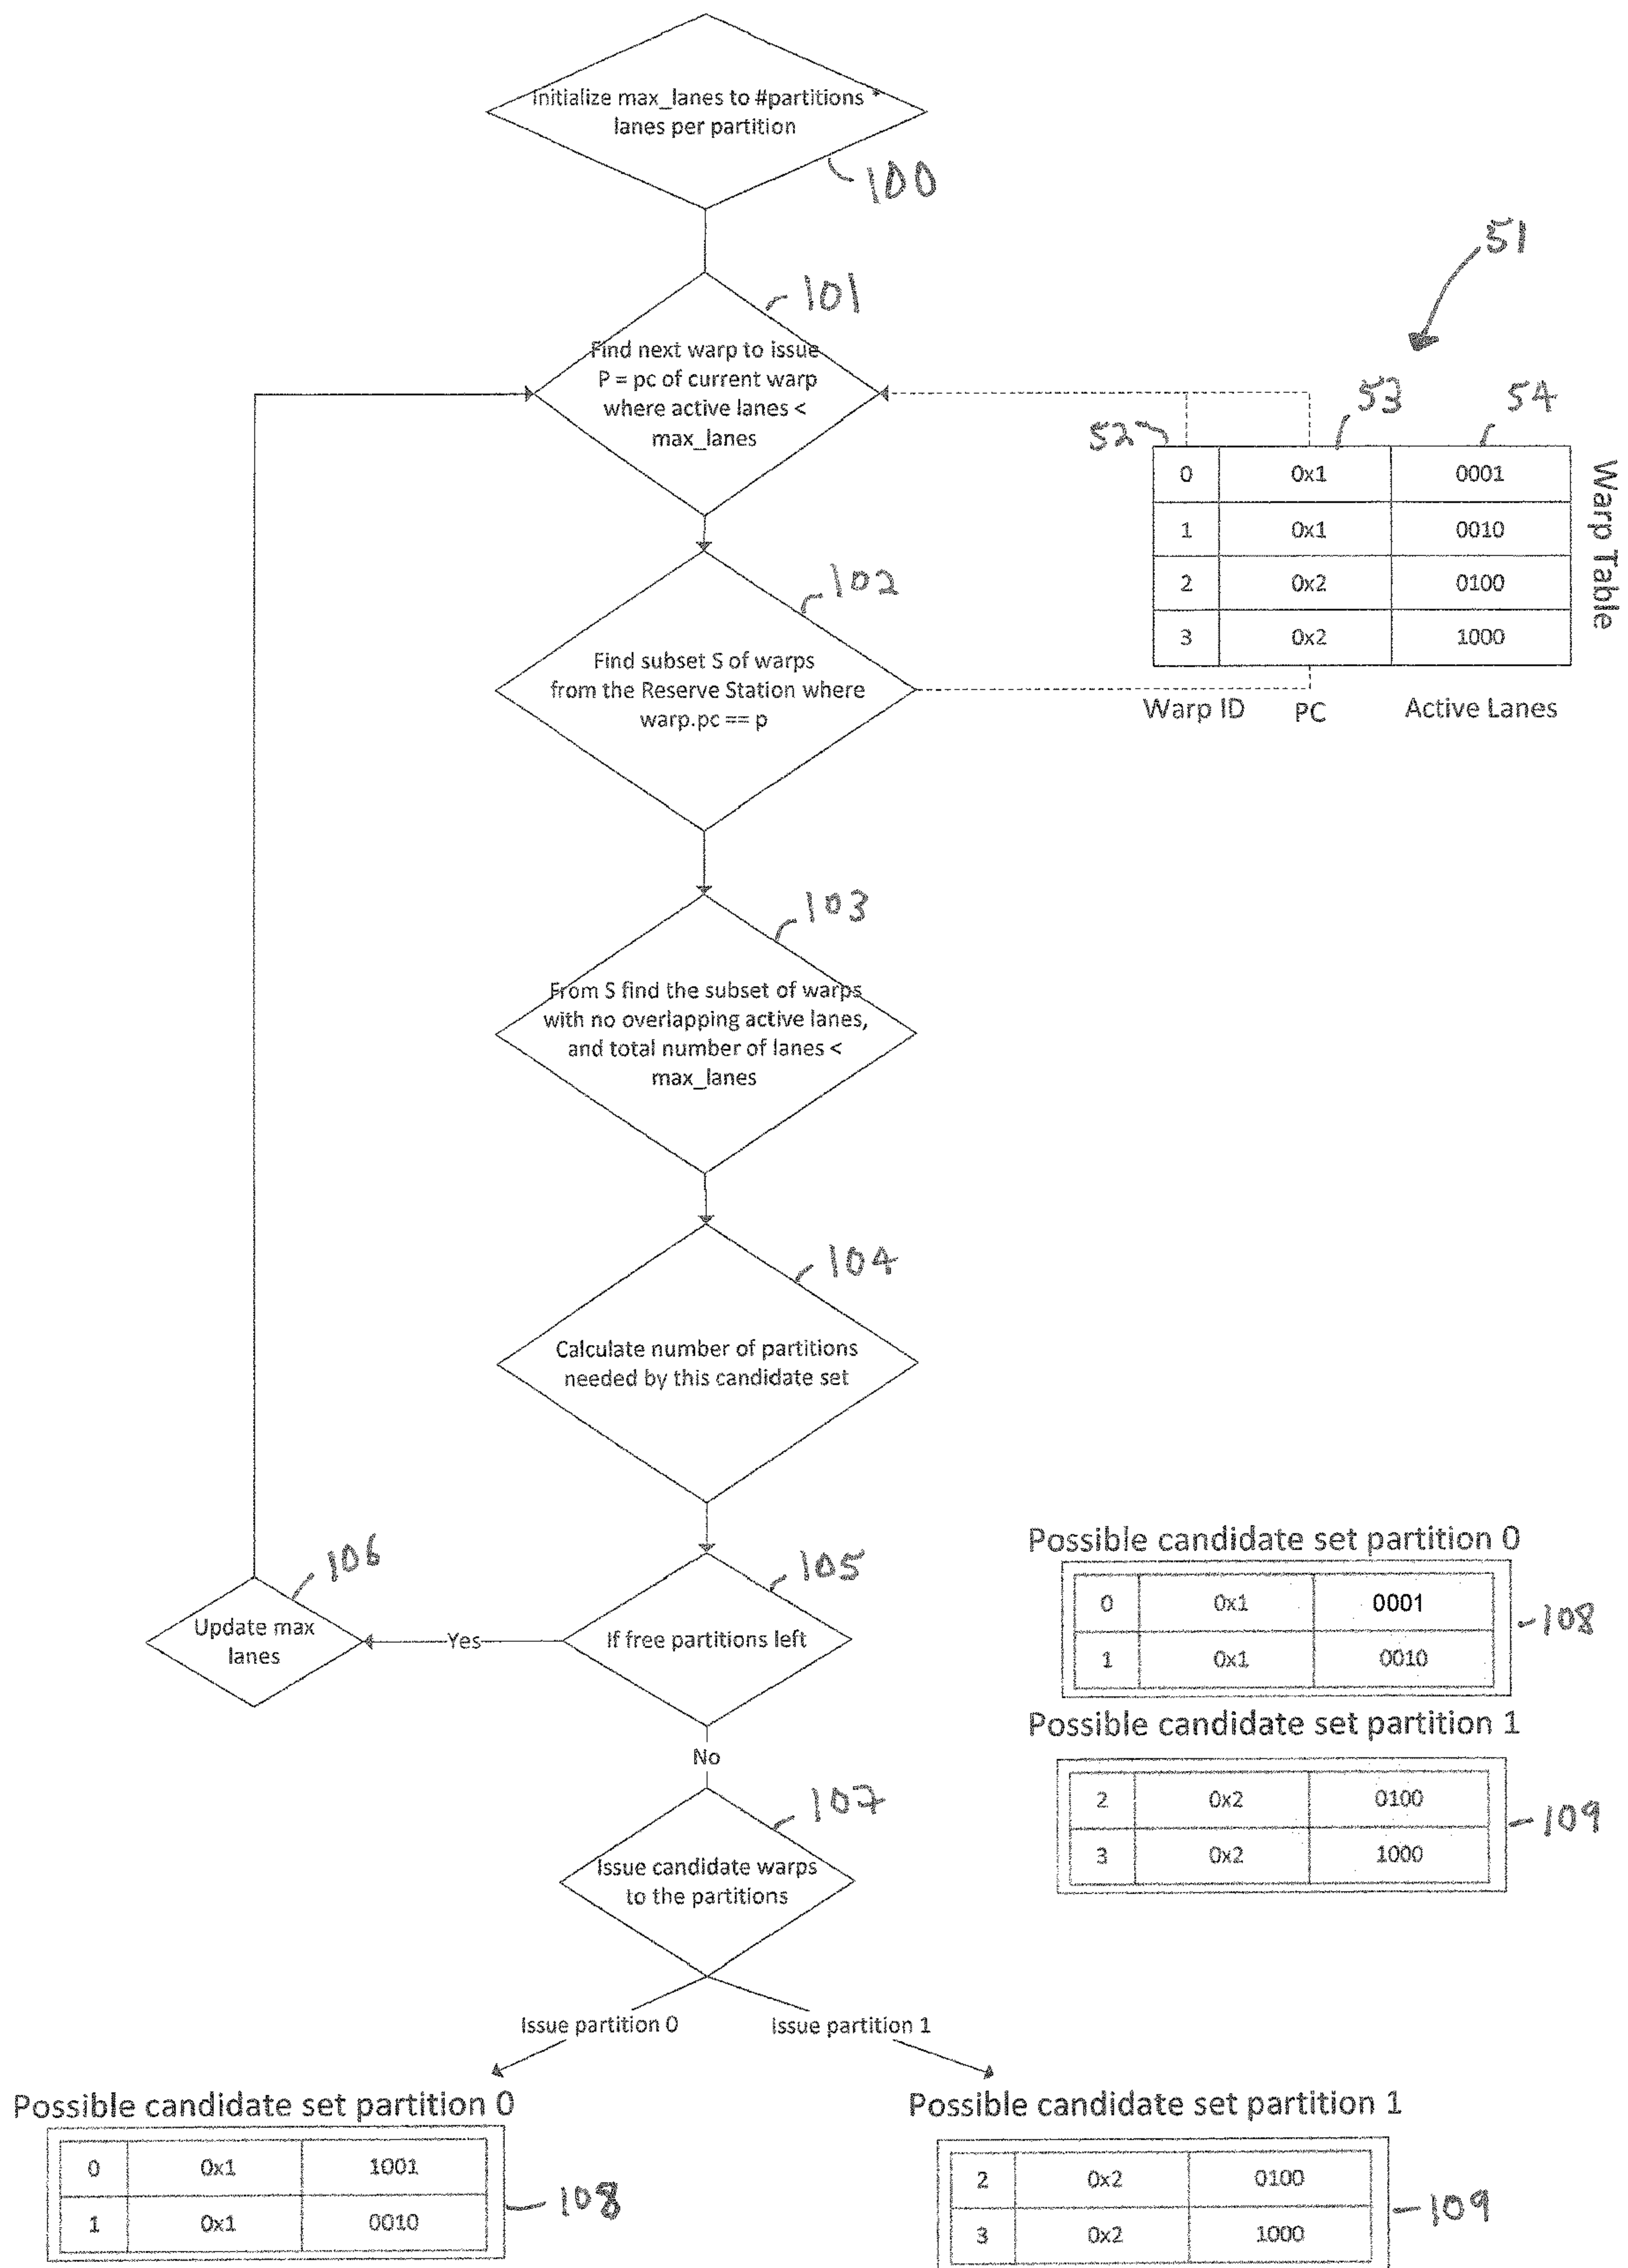 Initialize max_lanes to #partitions *
lanes per partition
100
51
101
Find next warp to issue
P = pc of current warp
where active lanes <
max_lanes
52
53
54
0 0x1 0001
1 0x1 0010
2 0x2 0100
3 0x2 1000
Warp Table
Warp ID PC Active Lanes
102
Find subset S of warps
from the Reserve Station where
warp.pc == p
103
From S find the subset of warps
with no overlapping active lanes,
and total number of lanes <
max_lanes
104
Calculate number of partitions
needed by this candidate set
105
If free partitions left
Yes
106
Update max
lanes
No
107
Issue candidate warps
to the partitions
Possible candidate set partition 0
0 0x1 0001
1 0x1 0010
108
Possible candidate set partition 1
2 0x2 0100
3 0x2 1000
109
Issue partition 0
Issue partition 1
Possible candidate set partition 0
0 0x1 1001
1 0x1 0010
108
Possible candidate set partition 1
2 0x2 0100
3 0x2 1000
109